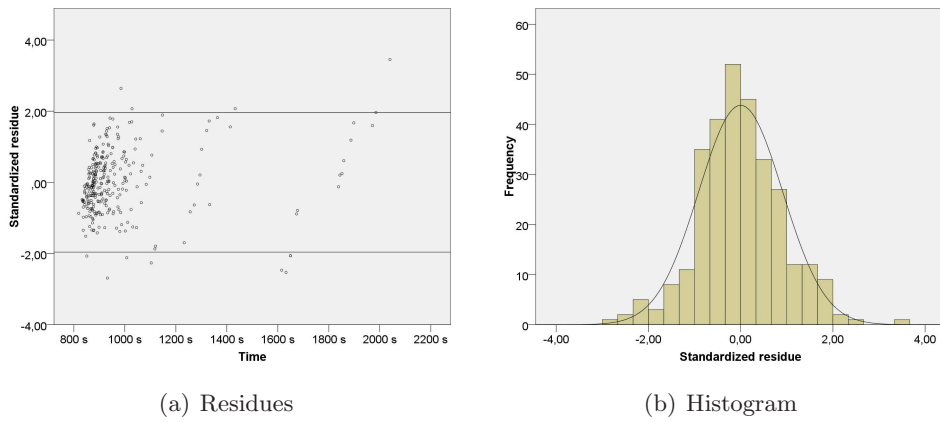 4,00
2,00
,00
-2,00
-4,00
Standardized residue
800 s 1000 s 1200 s 1400 s 1600 s 1800 s 2000 s 2200 s
Time
(a) Residues
60
50
40
30
20
10
0
Frequency
-4,00 -2,00 0,00 2,00 4,00
Standardized residue
(b) Histogram